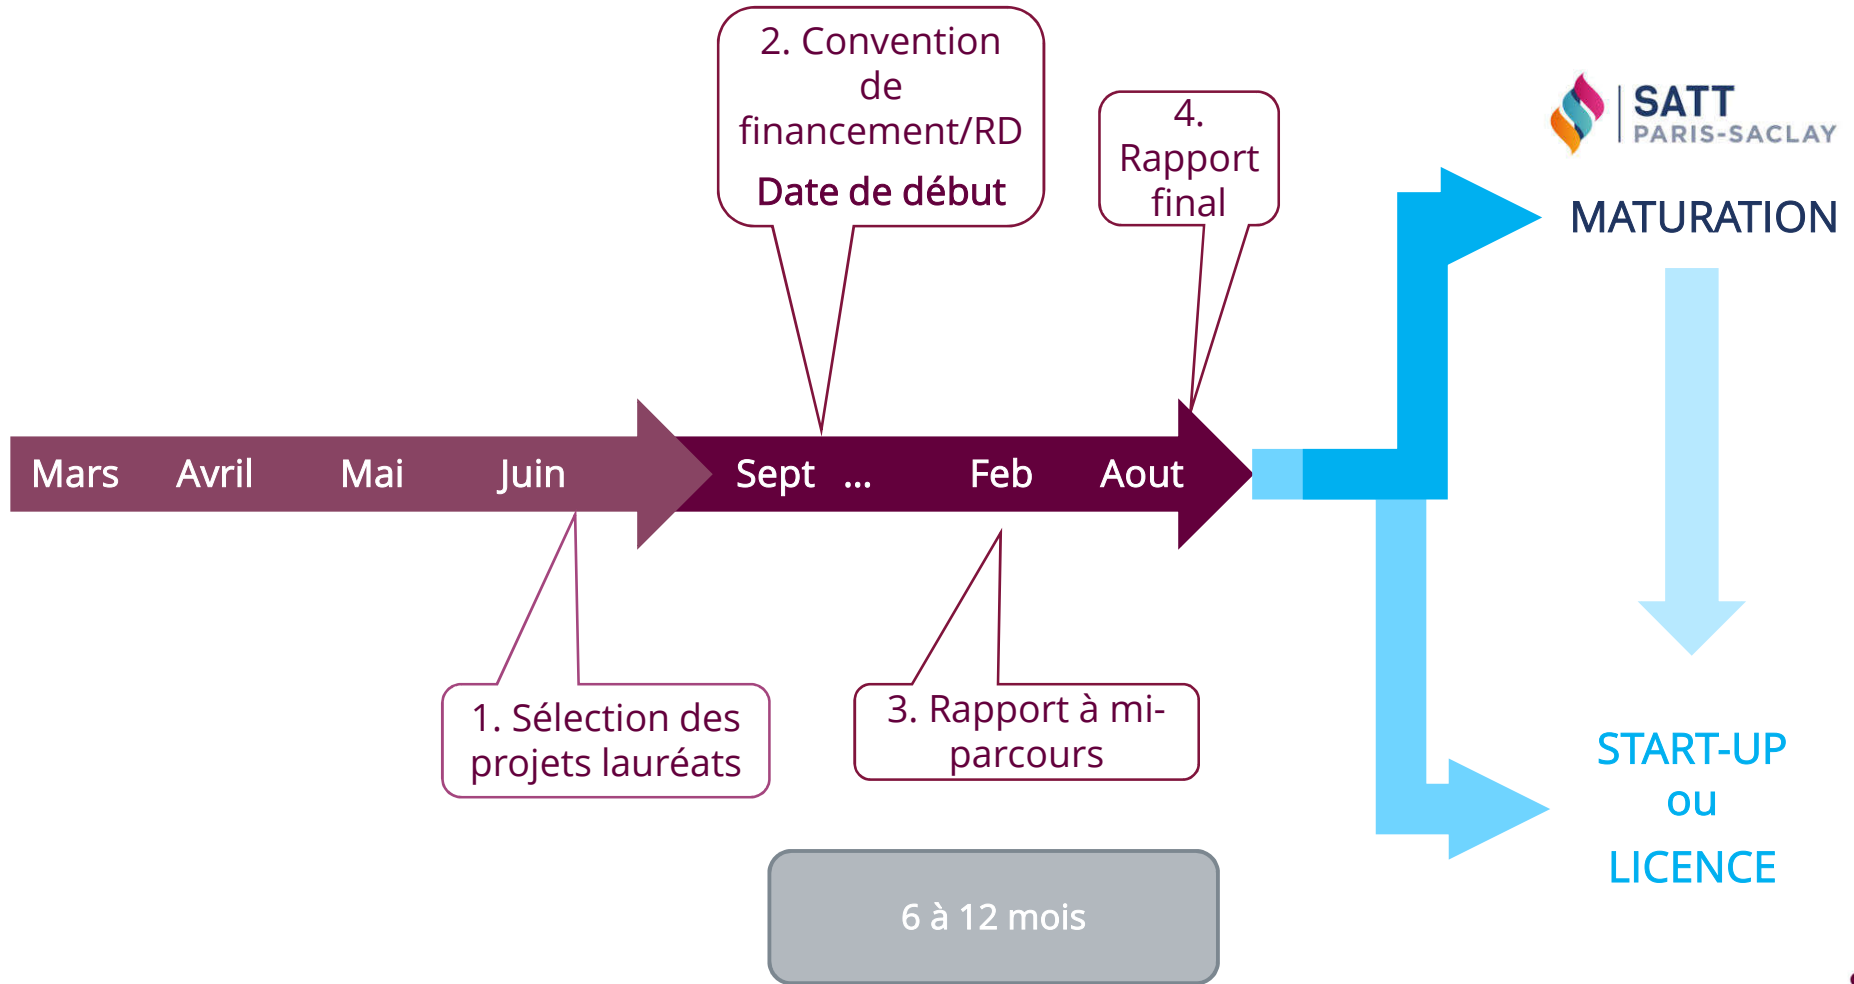 2. Convention
de
financement/RD
Date de début
4.
Rapport
final
SATT
PARIS-SACLAY
MATURATION
Mars Avril Mai Juin Sept ... Feb Aout
1. Sélection des
projets lauréats
3. Rapport à mi-
parcours
START-UP
ou
LICENCE
6 à 12 mois